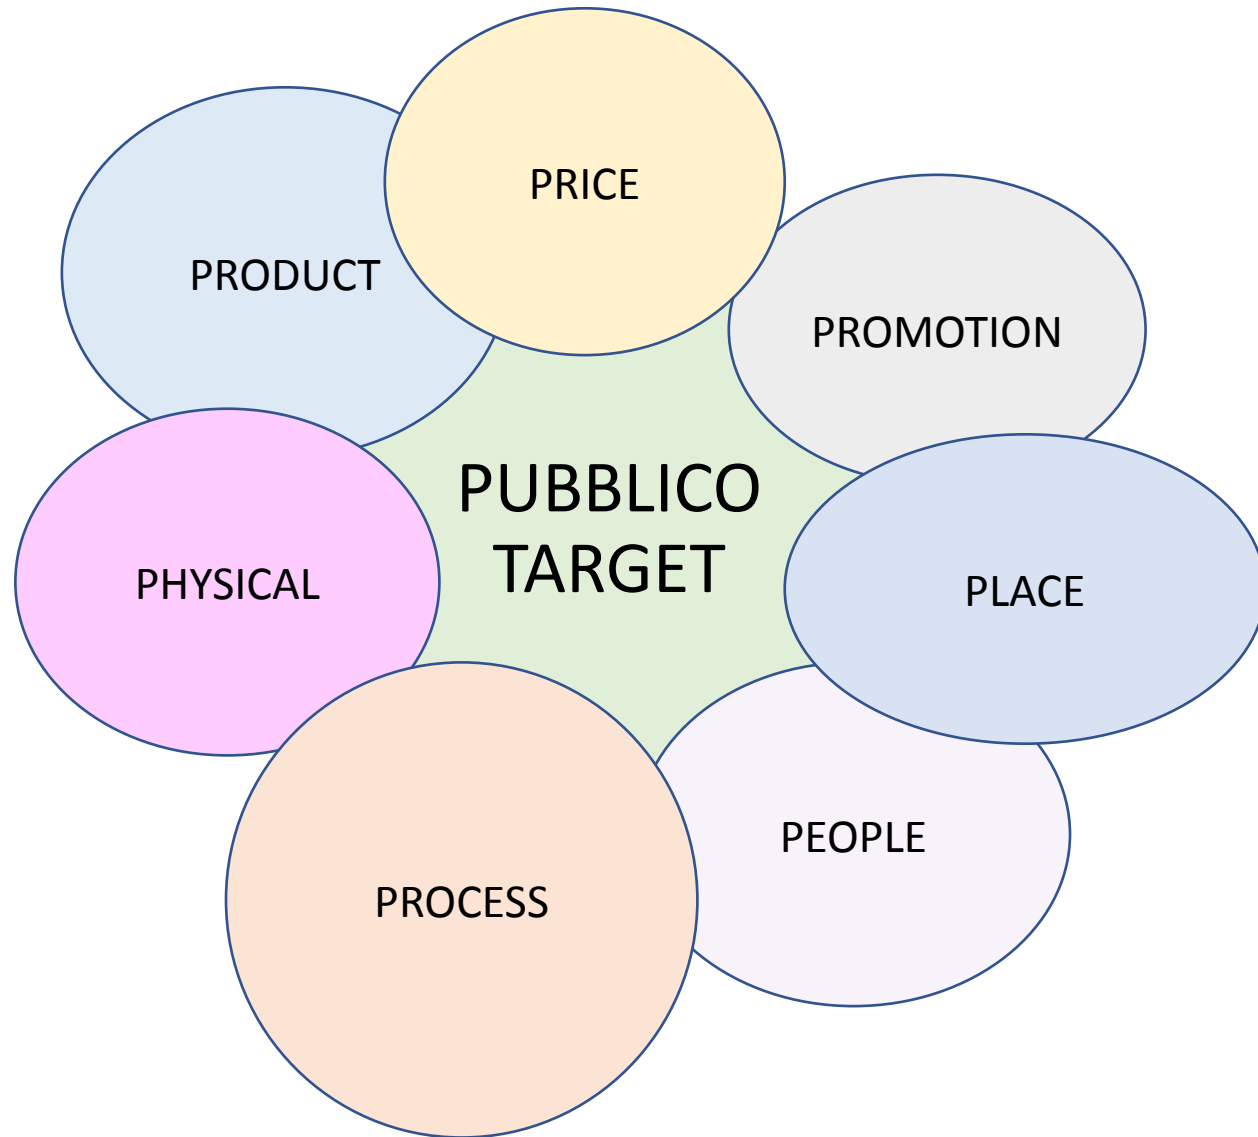 PRICE
PRODUCT
PROMOTION
PUBBLICO
TARGET
PHYSICAL
PLACE
PEOPLE
PROCESS